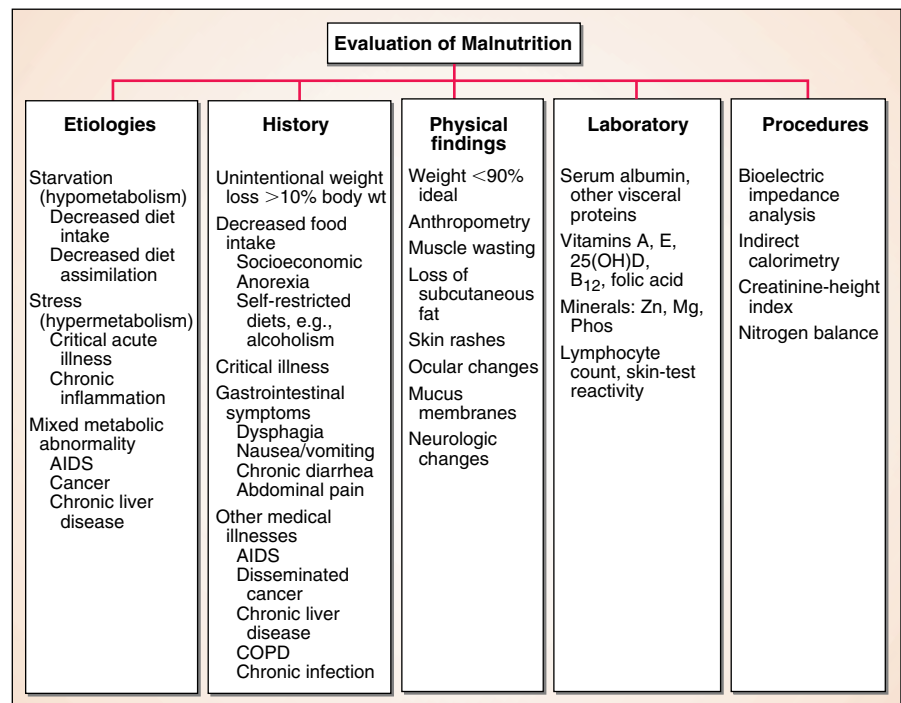 Evaluation of Malnutrition
Etiologies
Starvation
(hypometabolism)
Decreased diet
intake
Decreased diet
assimilation
Stress
(hypermetabolism)
Critical acute
illness
Chronic
inflammation
Mixed metabolic
abnormality
AIDS
Cancer
Chronic liver
disease
History
Unintentional weight
loss >10% body wt
Decreased food
intake
Socioeconomic
Anorexia
Self-restricted
diets, e.g.,
alcoholism
Critical illness
Gastrointestinal
symptoms
Dysphagia
Nausea/vomiting
Chronic diarrhea
Abdominal pain
Other medical
illnesses
AIDS
Disseminated
cancer
Chronic liver
disease
COPD
Chronic infection
Physical
findings
Weight <90%
ideal
Anthropometry
Muscle wasting
Loss of
subcutaneous
fat
Skin rashes
Ocular changes
Mucus
membranes
Neurologic
changes
Laboratory
Serum albumin,
other visceral
proteins
Vitamins A, E,
25(OH)D,
B12, folic acid
Minerals: Zn, Mg,
Phos
Lymphocyte
count, skin-test
reactivity
Procedures
Bioelectric
impedance
analysis
Indirect
calorimetry
Creatinine-height
index
Nitrogen balance